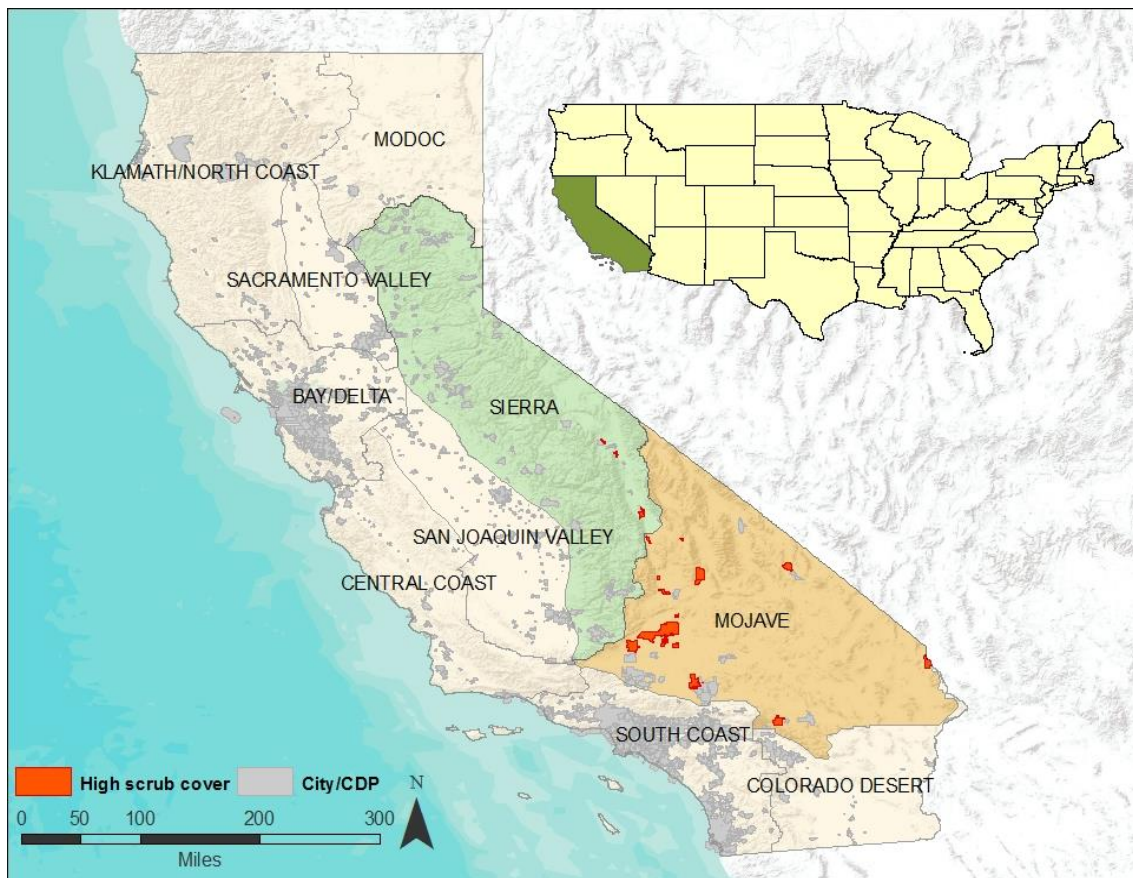 MODOC
KLAMATH/NORTH COAST
SACRAMENTO VALLEY
BAY/DELTA
SIERRA
SAN JOAQUIN VALLEY
CENTRAL COAST
MOJAVE
SOUTH COAST
COLORADO DESERT
High scrub cover
City/CDP
N
0 50 100 200 300
Miles